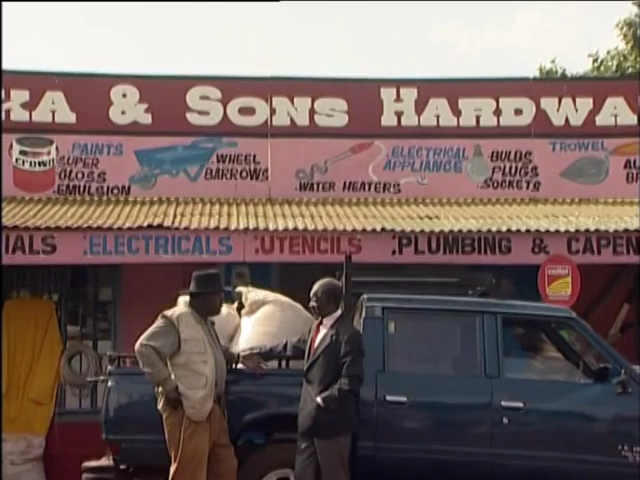 KA & SONS HARDWA
CROWN
PAINTS
SUPER
GLOSS
EMULSION
WHEEL
BARROWS
WATER HEATERS
ELECTRICAL
APPLIANCE
BULBS
PLUGS
SOCKETS
TROWEL
IALS ;ELECTRICALS ;UTENCILS ;PLUMBING & CAPEN